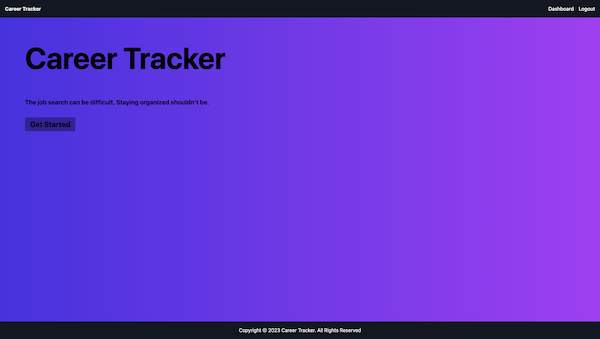 Career Tracker
Dashboard Logout
Career Tracker
The job search can be difficult. Staying organized shouldn't be.
Get Started
Copyright © 2023 Career Tracker. All Rights Reserved